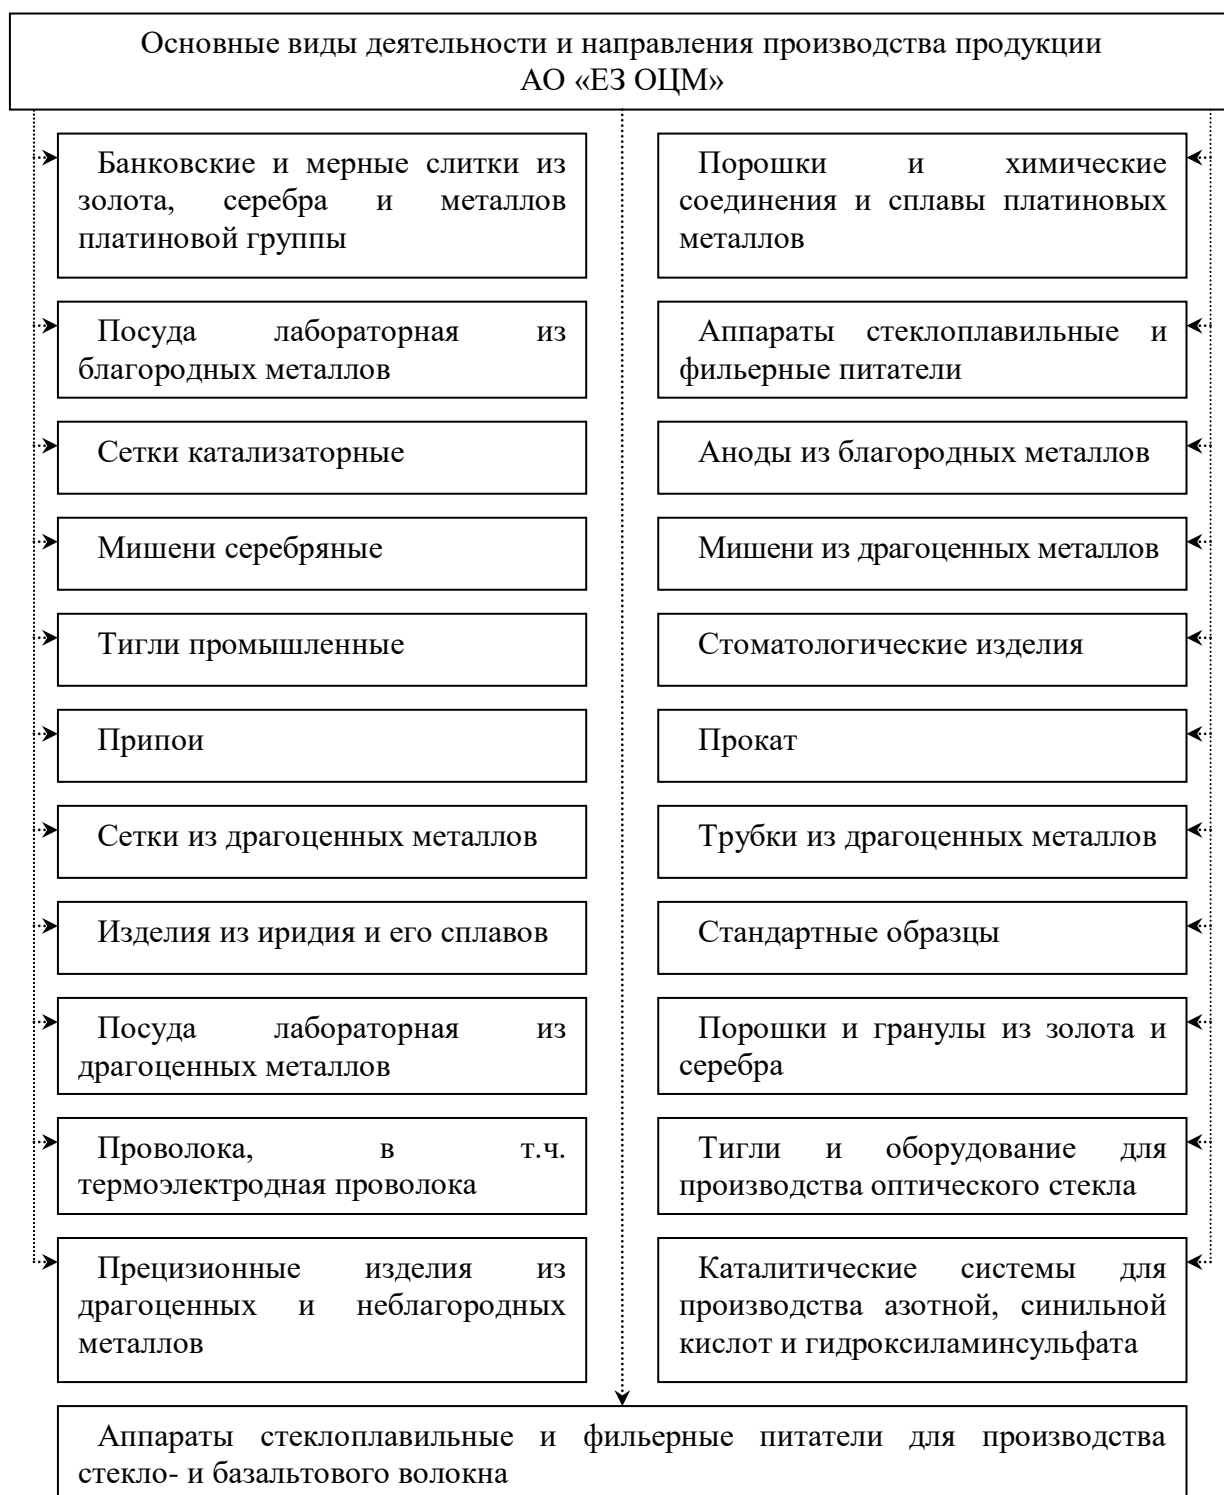 Основные виды деятельности и направления производства продукции
АО «ЕЗ ОЦМ»
Банковские и мерные слитки из
золота, серебра и металлов
платиновой группы
Порошки и химические
соединения и сплавы платиновых
металлов
Посуда лабораторная из
благородных металлов
Аппараты стеклоплавильные и
фильерные питатели
Сетки катализаторные
Аноды из благородных металлов
Мишени серебряные
Мишени из драгоценных металлов
Тигли промышленные
Стоматологические изделия
Припои
Прокат
Сетки из драгоценных металлов
Трубки из драгоценных металлов
Изделия из иридия и его сплавов
Стандартные образцы
Посуда лабораторная из
драгоценных металлов
Порошки и гранулы из золота и
серебра
Проволока, в т.ч.
термоэлектродная проволока
Тигли и оборудование для
производства оптического стекла
Прецизионные изделия из
драгоценных и неблагородных
металлов
Каталитические системы для
производства азотной, синильной
кислот и гидроксиламинсульфата
Аппараты стеклоплавильные и фильерные питатели для производства
стекло- и базальтового волокна